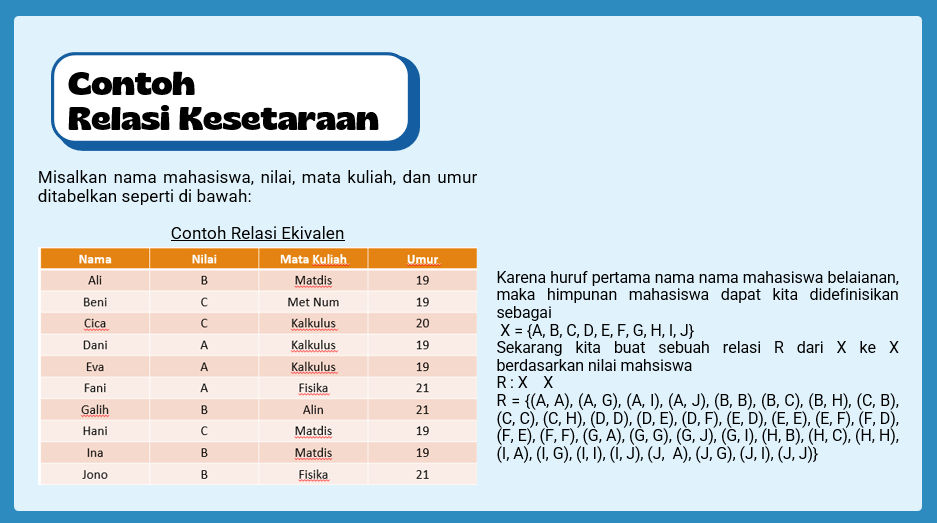 Contoh
Relasi Kesetaraan
Misalkan nama mahasiswa, nilai, mata kuliah, dan umur
ditabelkan seperti di bawah:
Contoh Relasi Ekivalen
Nama Nilai Mata Kuliah Umur
Ali B Matdis 19
Beni C Met Num 19
Cica C Kalkulus 20
Dani A Kalkulus 19
Eva A Kalkulus 19
Fani A Fisika 21
Galih B Alin 21
Hani C Matdis 19
Ina B Matdis 19
Jono B Fisika 21
Karena huruf pertama nama nama mahasiswa belaianan,
maka himpunan mahasiswa dapat kita didefinisikan
sebagai
X = {A, B, C, D, E, F, G, H, I, J}
Sekarang kita buat sebuah relasi R dari X ke X
berdasarkan nilai mahsiswa
R : X X
R = {(A, A), (A, G), (A, I), (A, J), (B, B), (B, C), (B, H), (C, B),
(C, C), (C, H), (D, D), (D, E), (D, F), (E, D), (E, E), (E, F), (F, D),
(F, E), (F, F), (G, A), (G, G), (G, J), (G, I), (H, B), (H, C), (H, H),
(I, A), (I, G), (I, I), (I, J), (J, A), (J, G), (J, I), (J, J)}